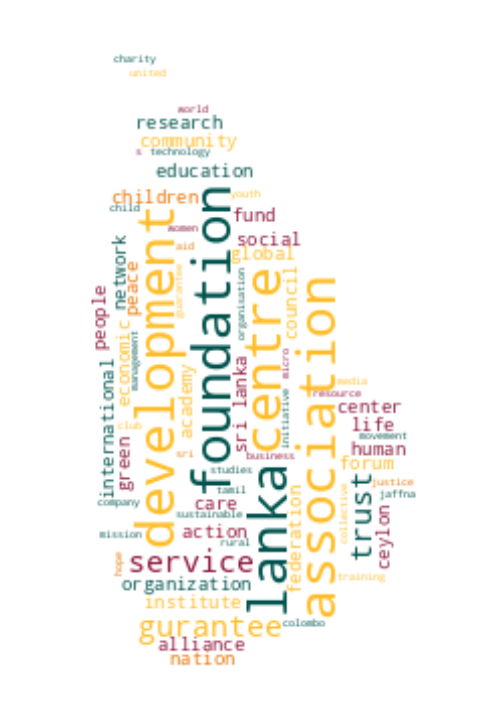 charity
united
world
research
community
s technology
education
children
youth
child
fund
women
social
aid
global
development
foundation
network
peace
guarantee
organisation
council
people
centre
association
economic
management
academy
sri lanka
micro
international
media
resource
center
club
initiative
life
movement
green
sri
business
human
forum
studies
lanka
trust
justice
tamil
jaffna
company
care
federation
collective
sustainable
ceylon
mission
action
rural
hope
service
training
organization
institute
gurantee
colombo
alliance
nation